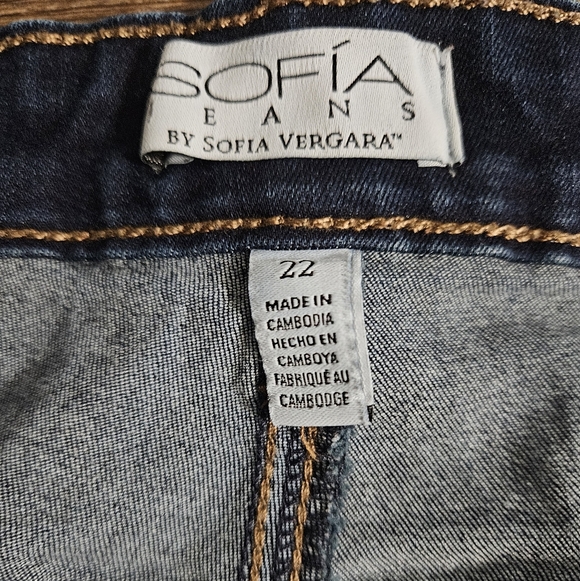 SOFÍA
JEANS
BY SOFIA VERGARA™
22
MADE IN
CAMBODIA
HECHO EN
CAMBOYA
FABRIQUÉ AU
CAMBODGE